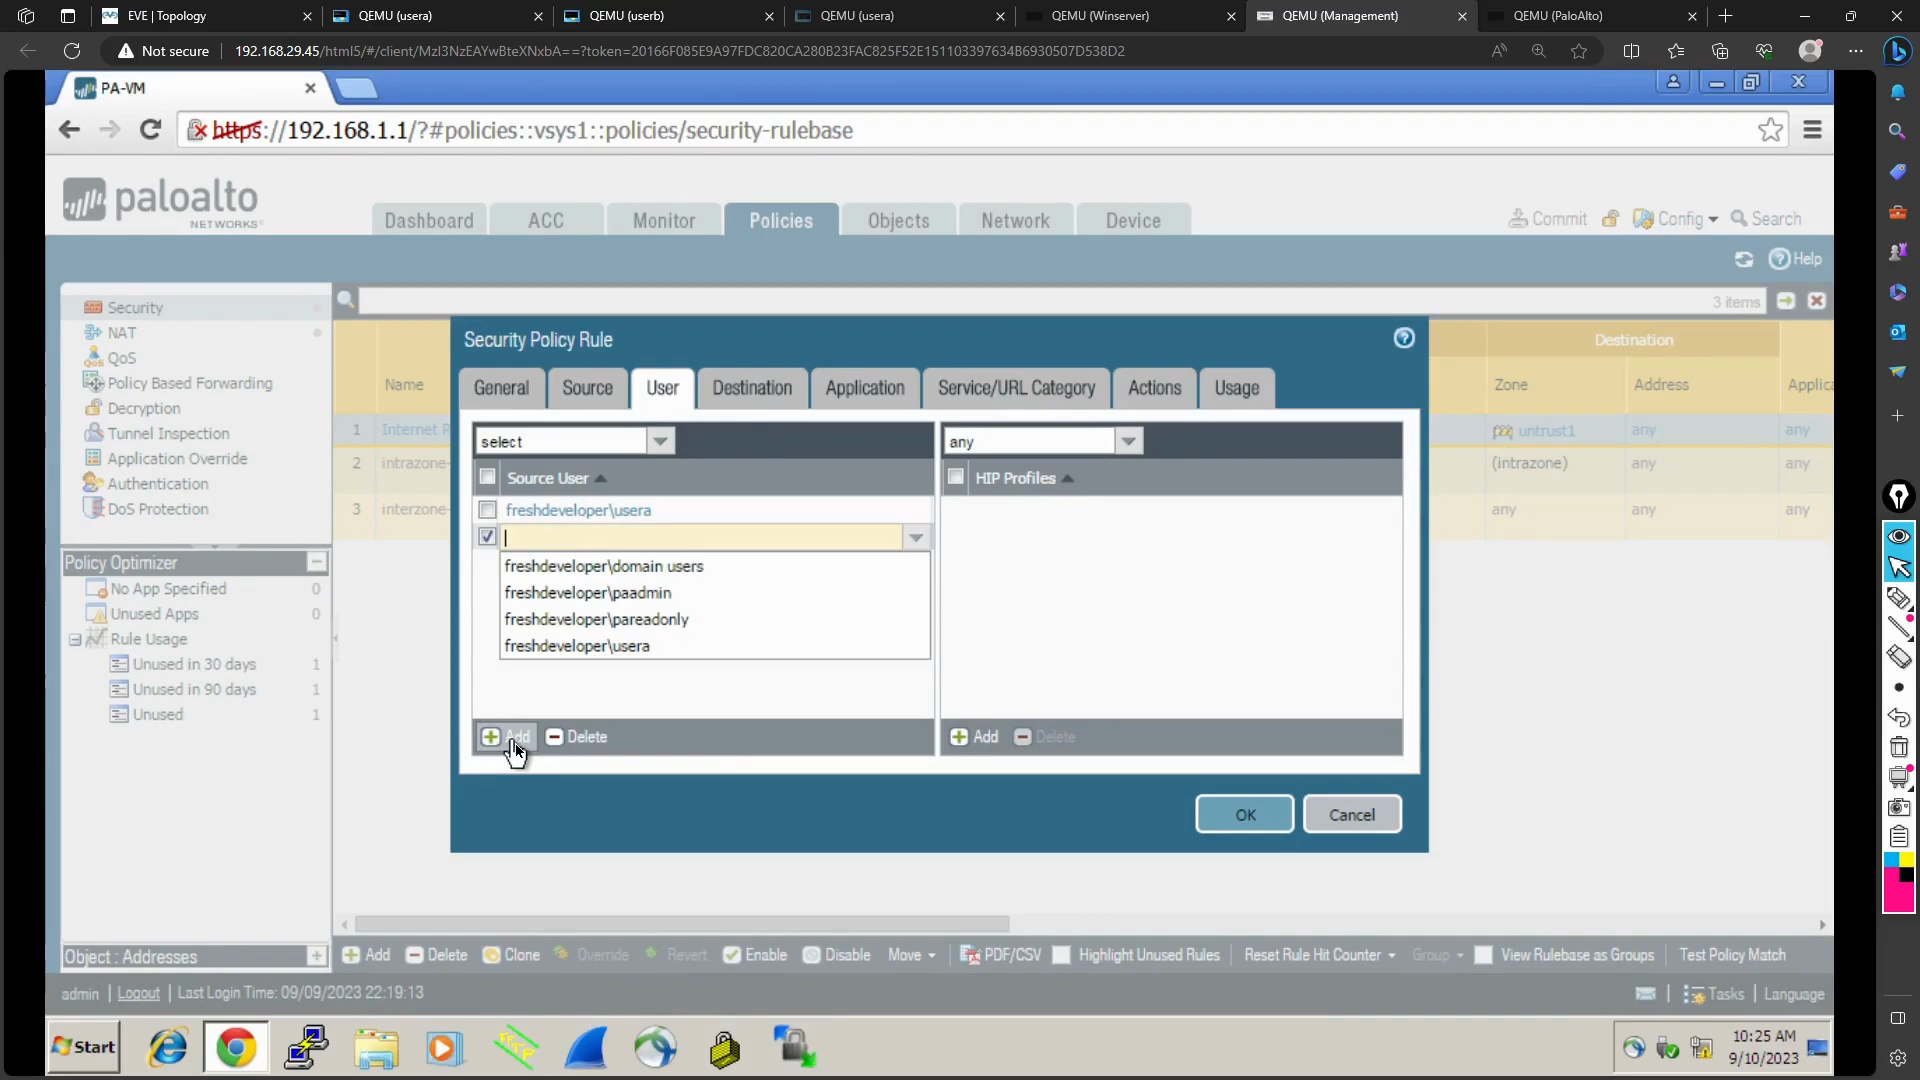 EVE | Topology
QEMU (usera)
QEMU (userb)
QEMU (usera)
QEMU (Winserver)
QEMU (Management)
QEMU (PaloAlto)
Not secure
192.168.29.45/html5/#/client/MzI3NzEAYwBteXNxbA==?token=20166F085E9A97FDC820CA280B23FAC825F52E151103397634B6930507D538D2
PA-VM
https://192.168.1.1/?#policies::vsys1::policies/security-rulebase
paloalto
NETWORKS
Dashboard
ACC
Monitor
Policies
Objects
Network
Device
Commit
Config
Search
Help
Security
NAT
QoS
Policy Based Forwarding
Decryption
Tunnel Inspection
Application Override
Authentication
DoS Protection
3 items
Destination
Name
Zone
Address
Applica
1 Internet R
untrust1
any
any
2 intrazone-
(intrazone)
any
any
3 interzone-
any
any
any
Security Policy Rule
General
Source
User
Destination
Application
Service/URL Category
Actions
Usage
select
any
Source User
HIP Profiles
freshdeveloper\usera
freshdeveloper\domain users
freshdeveloper\paadmin
freshdeveloper\pareadonly
freshdeveloper\usera
Add
Delete
Add
Delete
OK
Cancel
Policy Optimizer
No App Specified 0
Unused Apps 0
Rule Usage
Unused in 30 days 1
Unused in 90 days 1
Unused 1
Object : Addresses
Add
Delete
Clone
Override
Revert
Enable
Disable
Move
PDF/CSV
Highlight Unused Rules
Reset Rule Hit Counter
Group
View Rulebase as Groups
Test Policy Match
admin | Logout | Last Login Time: 09/09/2023 22:19:13
Tasks | Language
Start
10:25 AM
9/10/2023